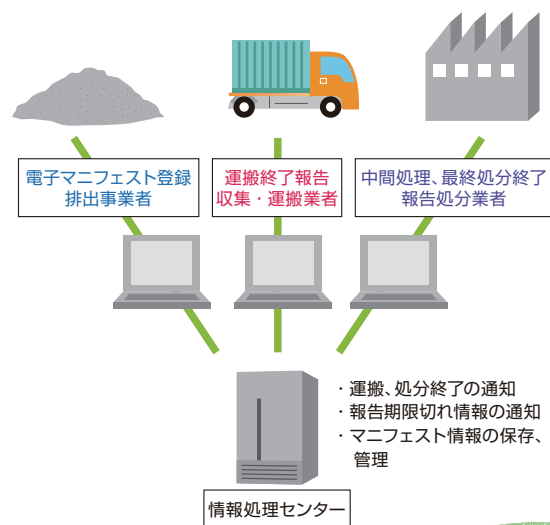 電子マニフェスト登録
排出事業者
運搬終了報告
収集・運搬業者
中間処理、最終処分終了
報告処分業者
・運搬、処分終了の通知
・報告期限切れ情報の通知
・マニフェスト情報の保存、
管理
情報処理センター